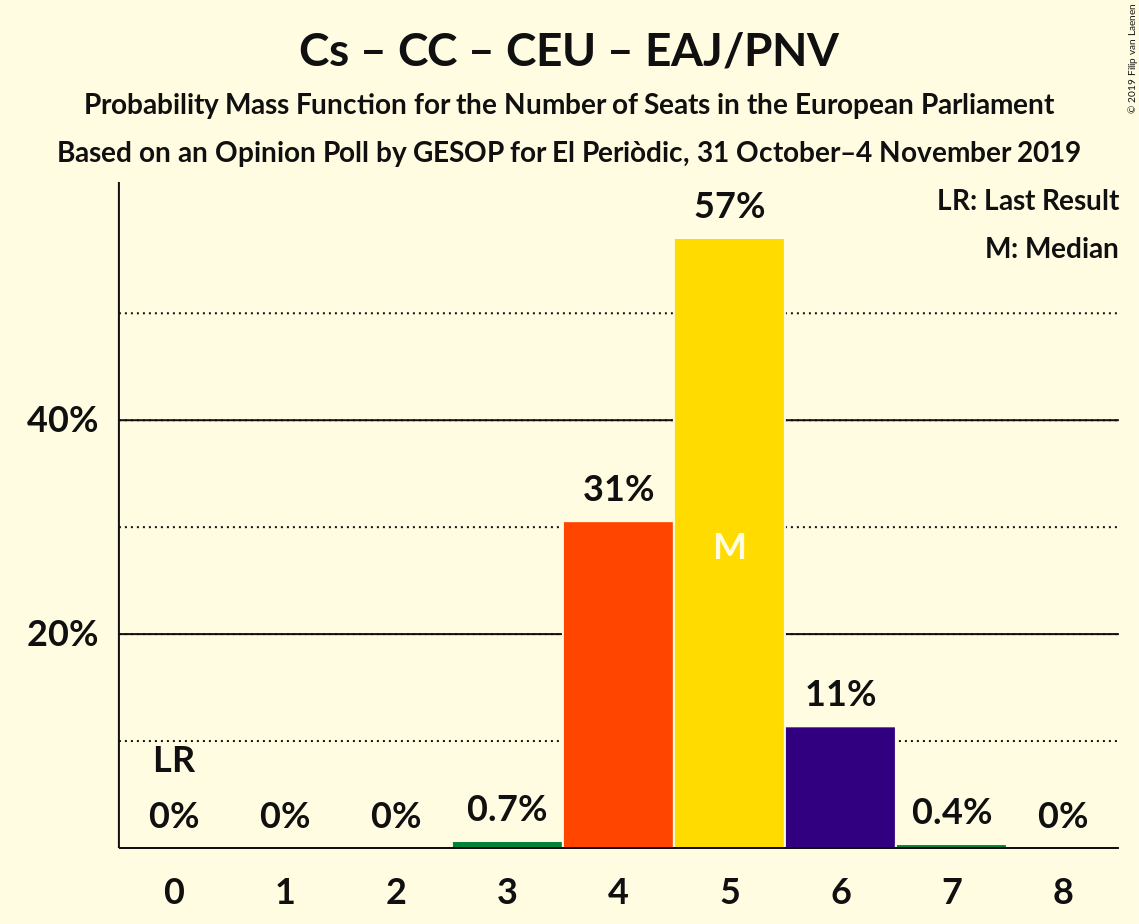 Cs – CC – CEU – EAJ/PNV
Probability Mass Function for the Number of Seats in the European Parliament
Based on an Opinion Poll by GESOP for El Periòdic, 31 October–4 November 2019
© 2019 Filip van Laenen
LR: Last Result
M: Median
57%
40%
31%
M
20%
11%
LR
0% 0% 0% 0.7% 0.4% 0%
0 1 2 3 4 5 6 7 8